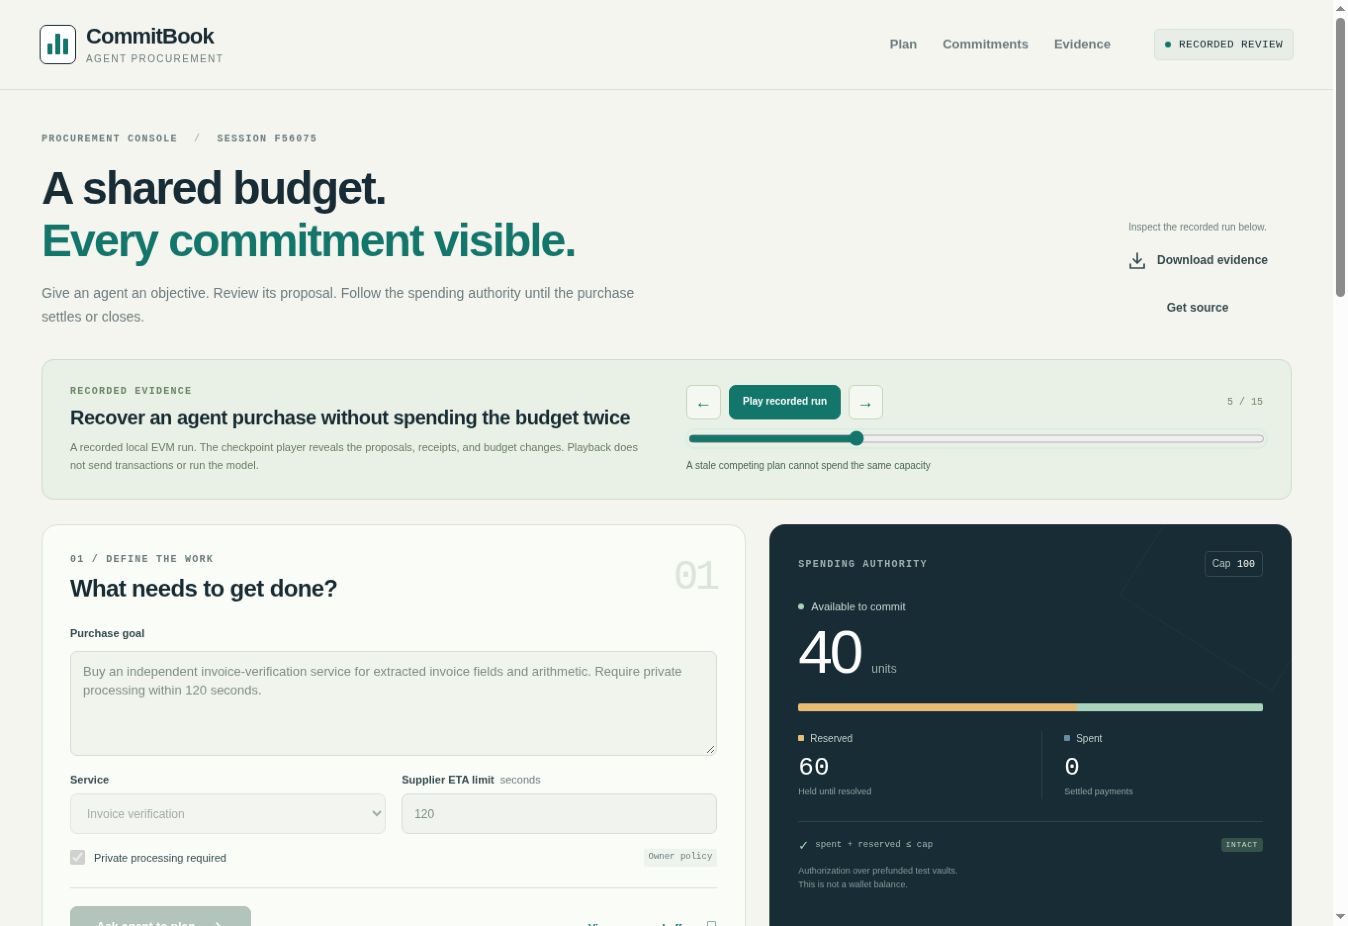 CommitBook
AGENT PROCUREMENT
Plan Commitments Evidence
RECORDED REVIEW
PROCUREMENT CONSOLE / SESSION F56075
A shared budget.
Every commitment visible.
Give an agent an objective. Review its proposal. Follow the spending authority until the purchase
settles or closes.
Inspect the recorded run below.
Download evidence
Get source
RECORDED EVIDENCE
Recover an agent purchase without spending the budget twice
A recorded local EVM run. The checkpoint player reveals the proposals, receipts, and budget changes. Playback does
not send transactions or run the model.
← Play recorded run →
5 / 15
A stale competing plan cannot spend the same capacity
01 / DEFINE THE WORK
What needs to get done?
01
Purchase goal
Buy an independent invoice-verification service for extracted invoice fields and arithmetic. Require private
processing within 120 seconds.
Service
Invoice verification
Supplier ETA limit seconds
120
Private processing required
Owner policy
SPENDING AUTHORITY
Cap 100
Available to commit
40 units
Reserved
60
Held until resolved
Spent
0
Settled payments
✓ spent + reserved ≤ cap
INTACT
Authorization over prefunded test vaults.
This is not a wallet balance.